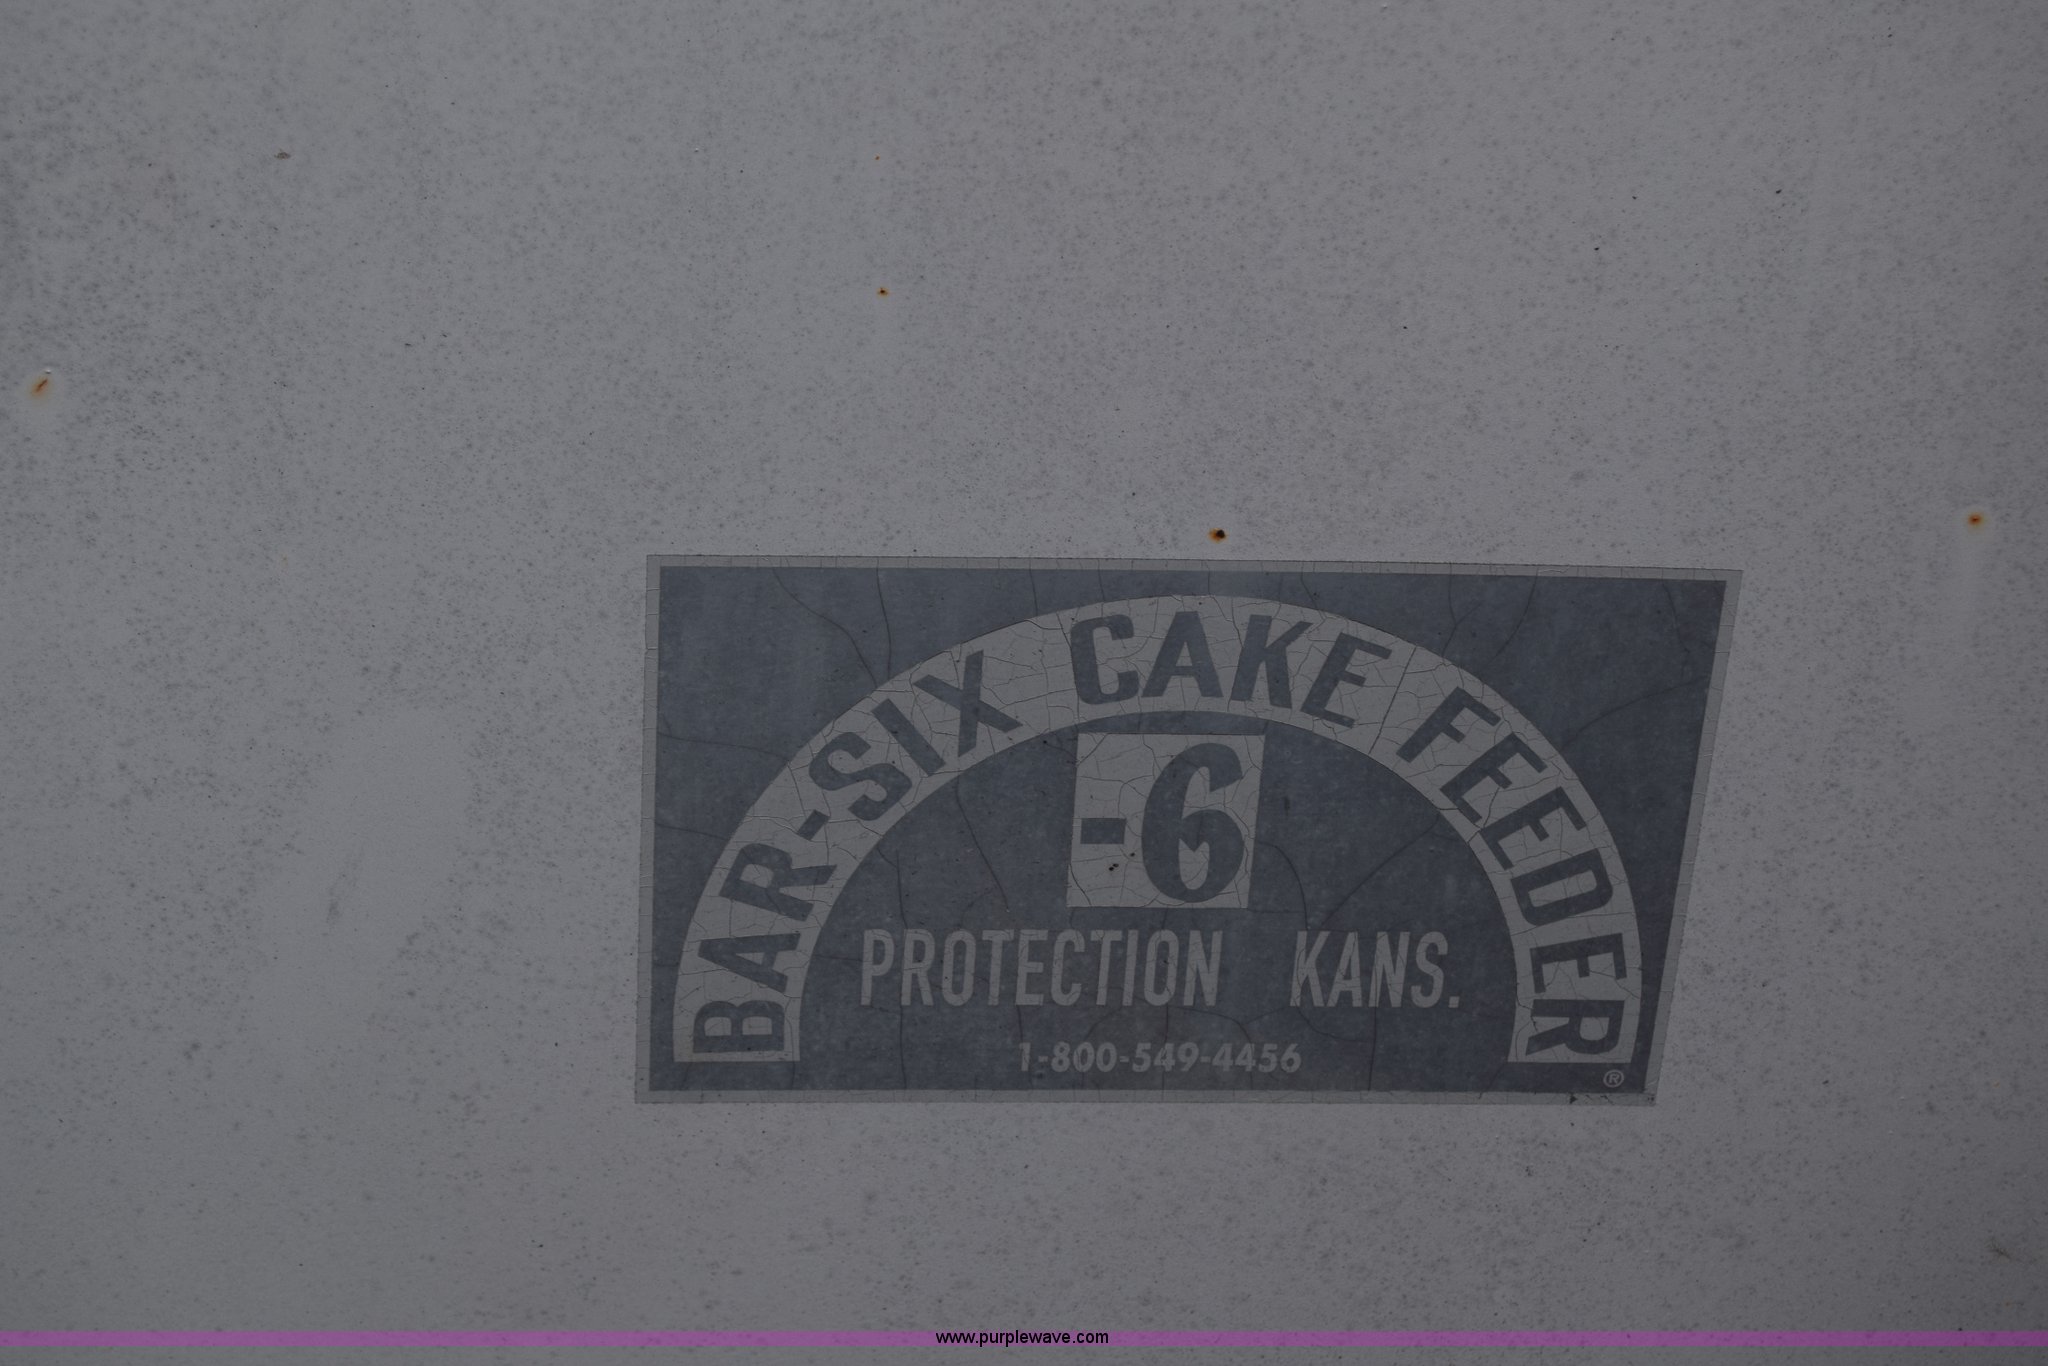 BAR-SIX CAKE FEEDER
-6
PROTECTION KANS.
1-800-549-4456
®
www.purplewave.com